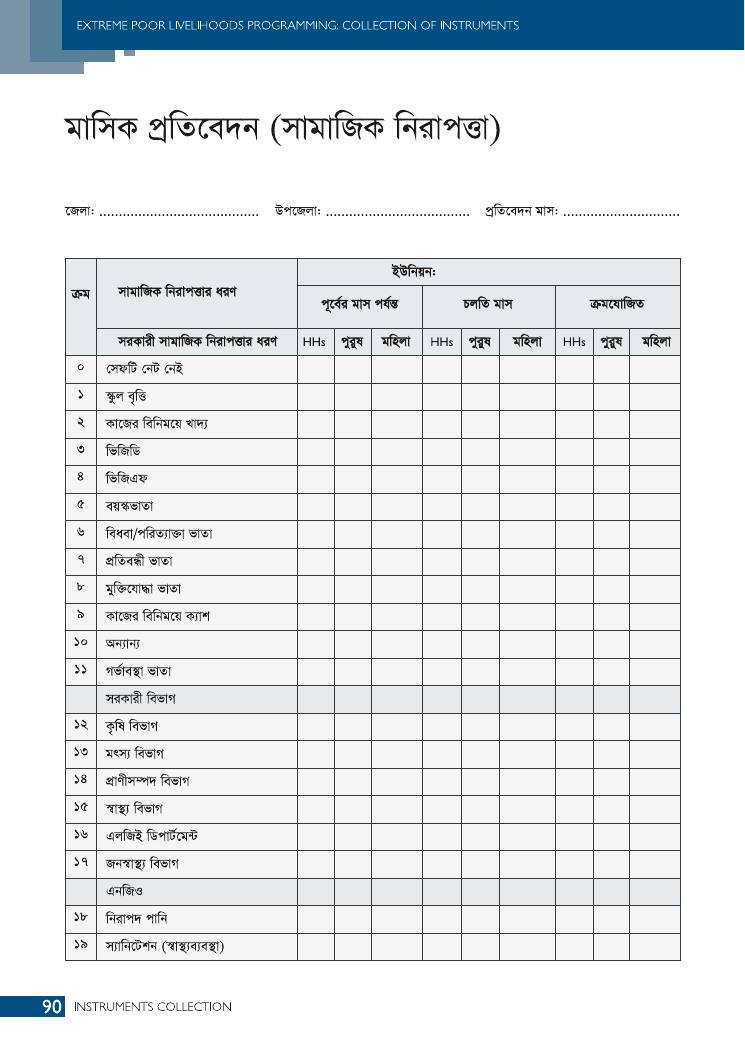 EXTREME POOR LIVELIHOODS PROGRAMMING: COLLECTION OF INSTRUMENTS
মাসিক প্রতিবেদন (সামাজিক নিরাপত্তা)
জেলা: ......................................... উপজেলা: ..................................... প্রতিবেদন মাস: ..............................
ক্রম সামাজিক নিরাপত্তার ধরণ ইউনিয়ন:
পূর্বের মাস পর্যন্ত চলতি মাস ক্রমযোজিত
সরকারী সামাজিক নিরাপত্তার ধরণ HHs পুরুষ মহিলা HHs পুরুষ মহিলা HHs পুরুষ মহিলা
০ সেফটি নেট নেই
১ স্কুল বৃত্তি
২ কাজের বিনিময়ে খাদ্য
৩ ভিজিডি
৪ ভিজিএফ
৫ বয়স্কভাতা
৬ বিধবা/পরিত্যাক্তা ভাতা
৭ প্রতিবন্ধী ভাতা
৮ মুক্তিযোদ্ধা ভাতা
৯ কাজের বিনিময়ে ক্যাশ
১০ অন্যান্য
১১ গর্ভাবস্থা ভাতা
সরকারী বিভাগ
১২ কৃষি বিভাগ
১৩ মৎস্য বিভাগ
১৪ প্রাণীসম্পদ বিভাগ
১৫ স্বাস্থ্য বিভাগ
১৬ এলজিই ডিপার্টমেন্ট
১৭ জনস্বাস্থ্য বিভাগ
এনজিও
১৮ নিরাপদ পানি
১৯ স্যানিটেশন (স্বাস্থ্যব্যবস্থা)
90 INSTRUMENTS COLLECTION